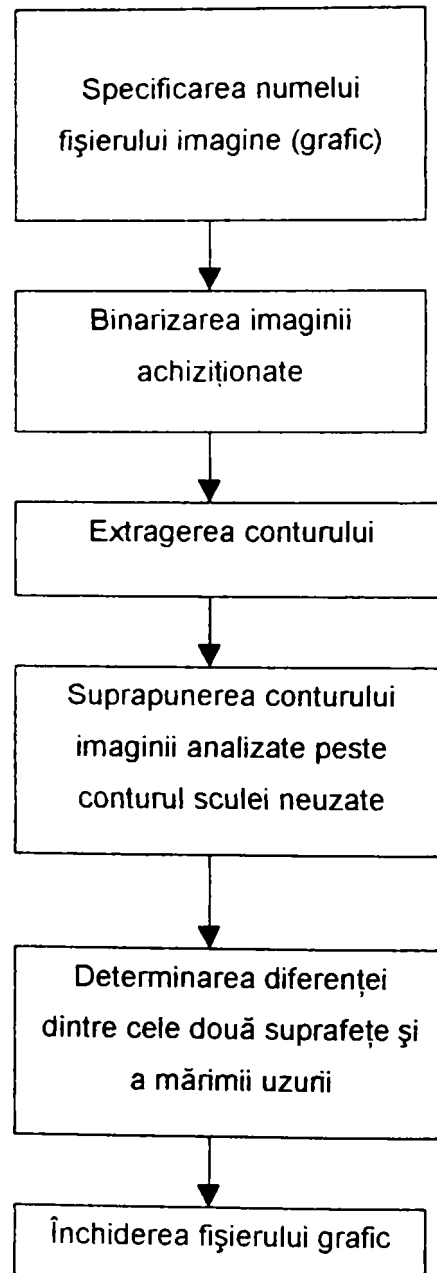 Specificarea numelui
fişierului imagine (grafic)
Binarizarea imaginii
achiziţionate
Extragerea conturului
Suprapunerea conturului
imaginii analizate peste
conturul sculei neuzate
Determinarea diferenţei
dintre cele două suprafeţe şi
a mărimii uzurii
Închiderea fişierului grafic